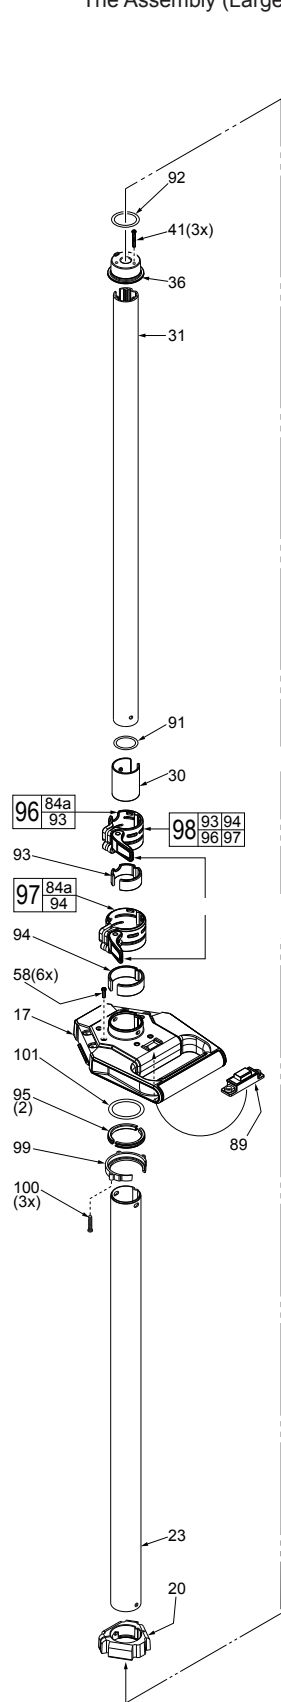 The Assembly (Large
92
41(3x)
36
31
91
30
96 84a 93
98 93 94 96 97
93
97 84a 94
94
58(6x)
17
101
95
(2)
99
89
100
(3x)
23
20